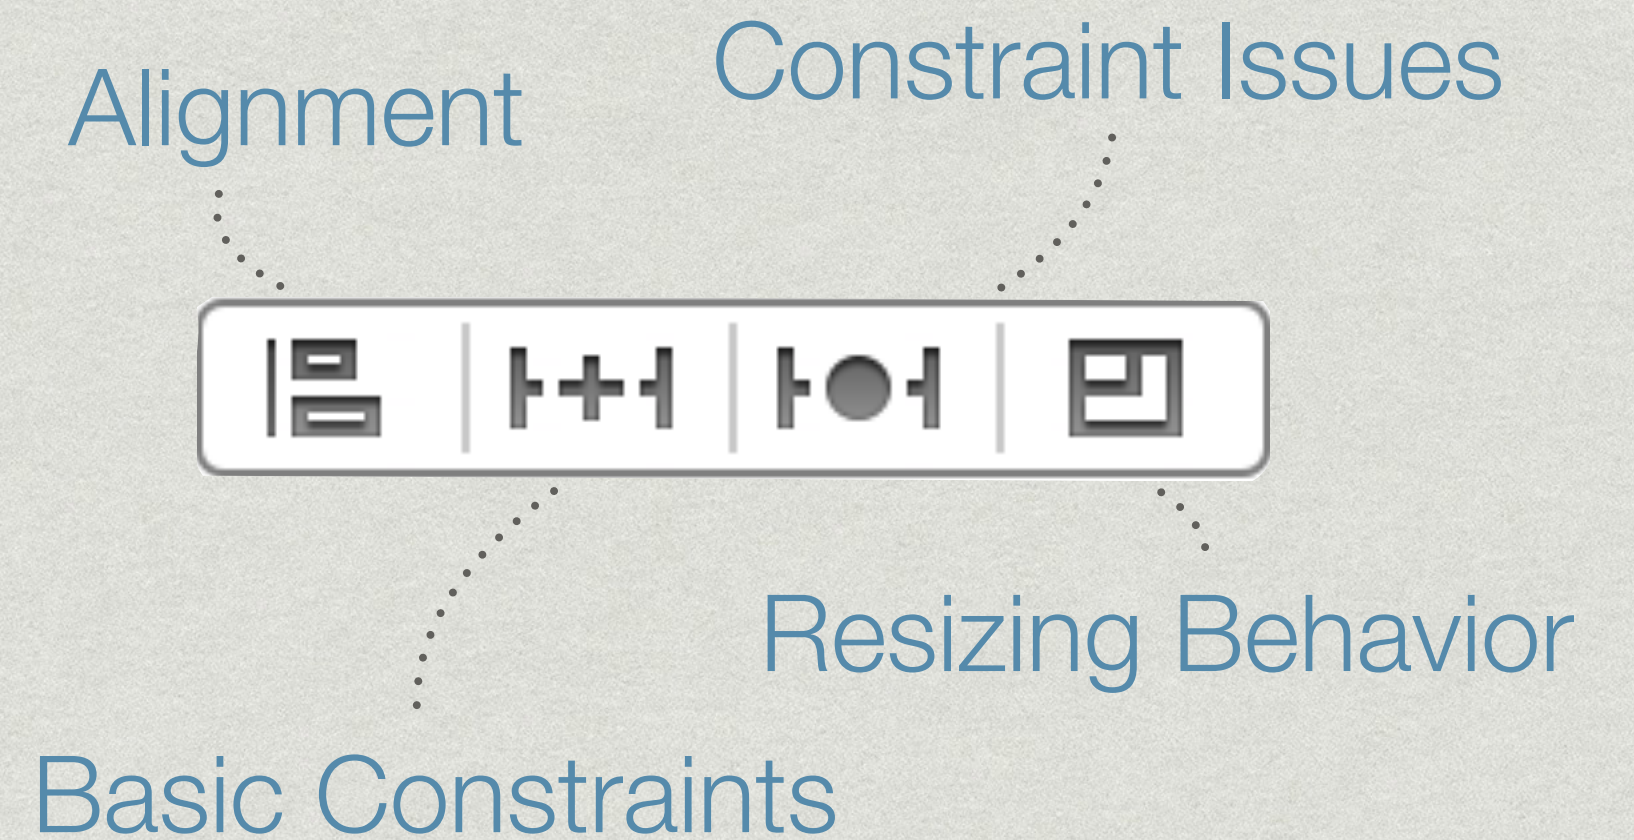 Constraint Issues
Alignment
Resizing Behavior
Basic Constraints